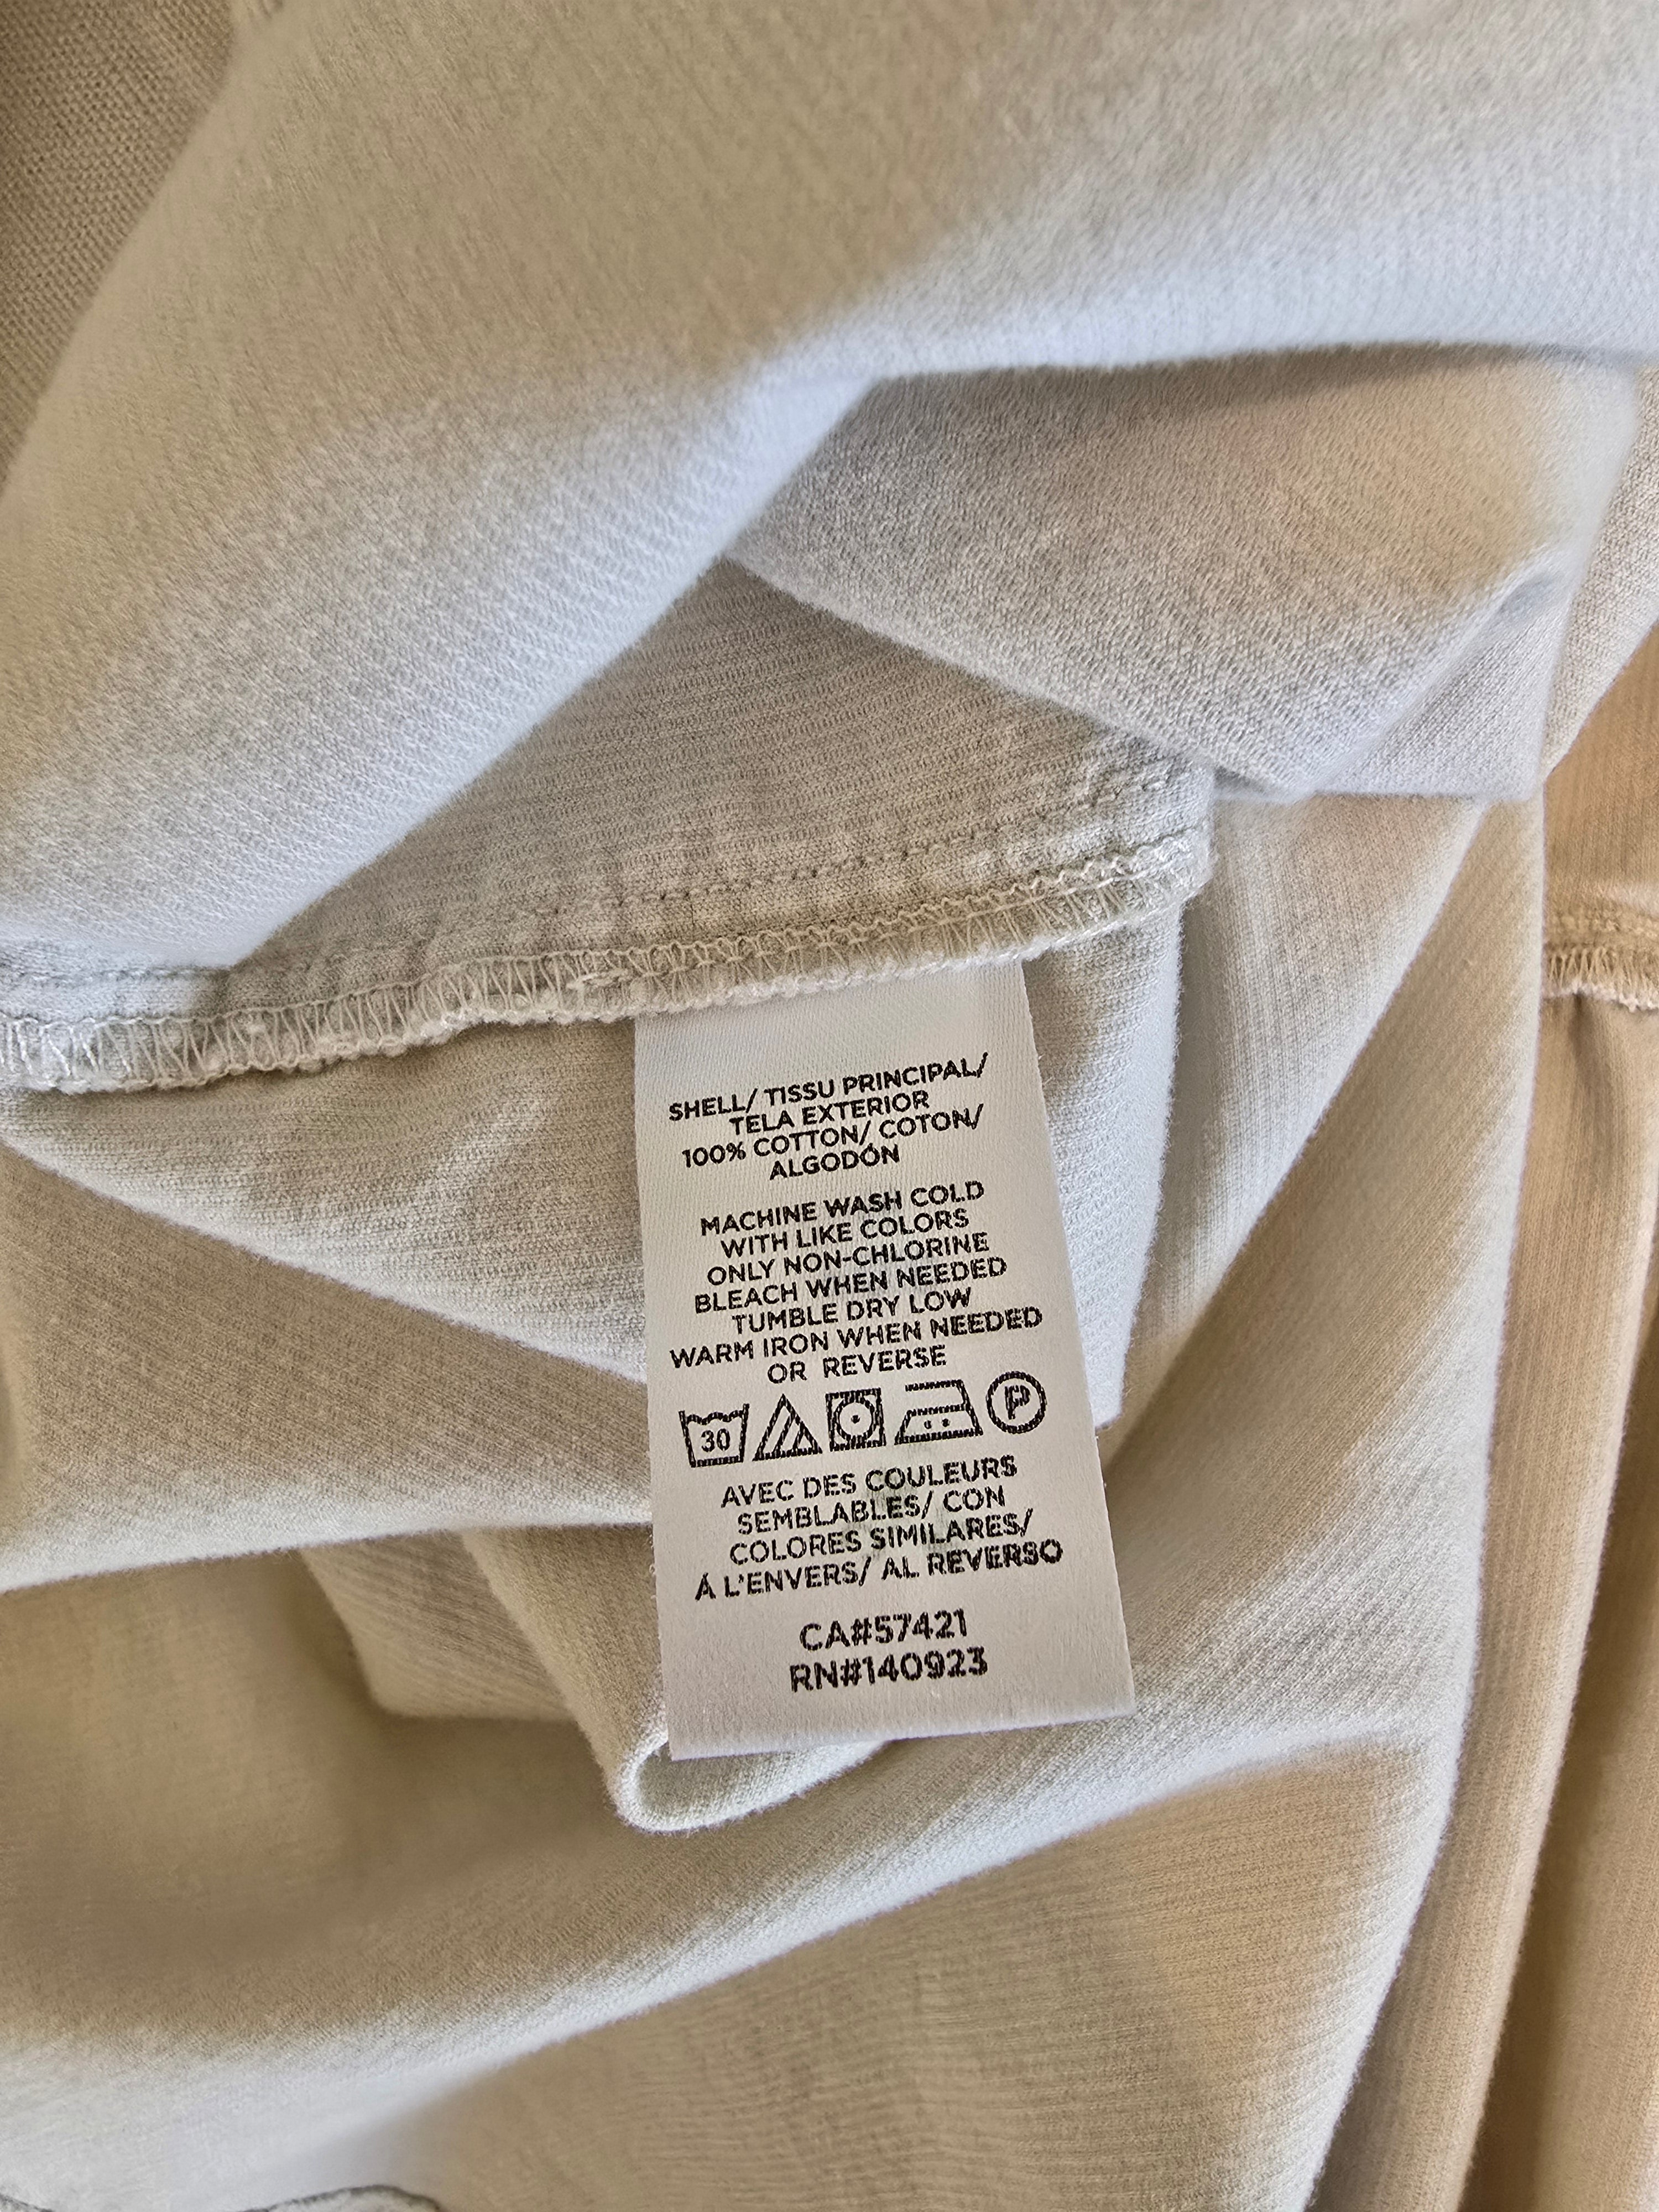 SHELL/ TISSU PRINCIPAL/
TELA EXTERIOR
100% COTTON/ COTON/
ALGODÓN
MACHINE WASH COLD
WITH LIKE COLORS
ONLY NON-CHLORINE
BLEACH WHEN NEEDED
TUMBLE DRY LOW
WARM IRON WHEN NEEDED
OR REVERSE
30 P
AVEC DES COULEURS
SEMBLABLES/ CON
COLORES SIMILARES/
Á L'ENVERS/ AL REVERSO
CA#57421
RN#140923